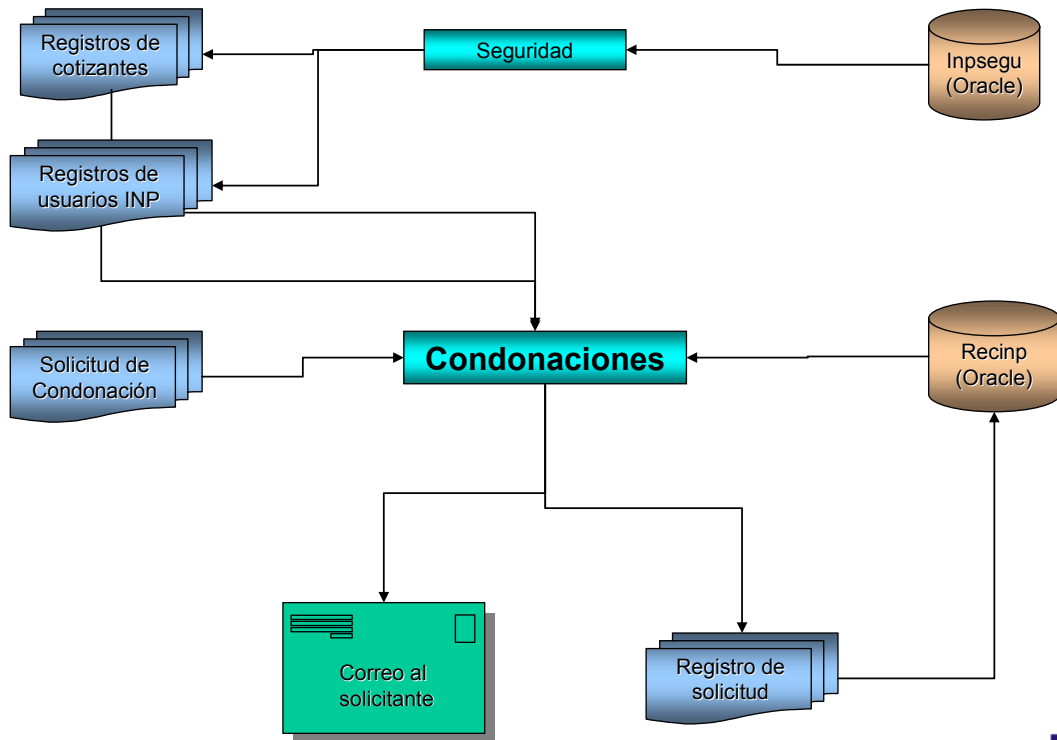 Registros de
cotizantes
Seguridad
Inpsegu
(Oracle)
Registros de
usuarios INP
Solicitud de
Condonación
Condonaciones
Recinp
(Oracle)
Correo al
solicitante
Registro de
solicitud